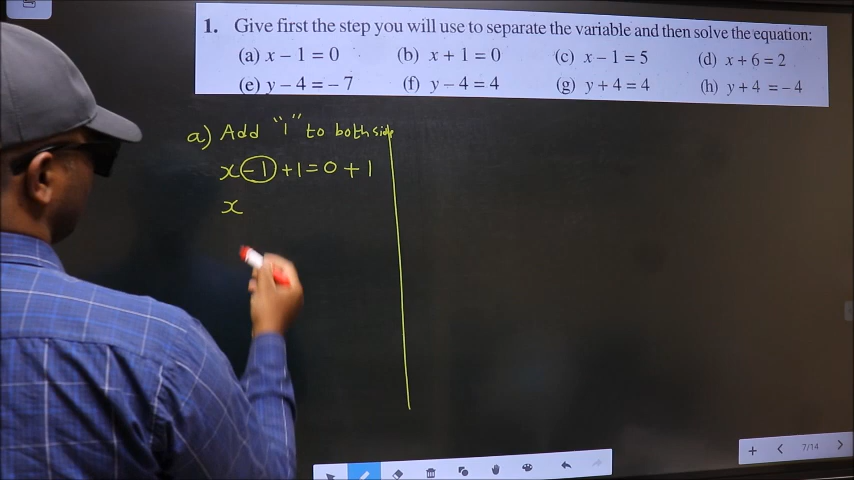 1. Give first the step you will use to separate the variable and then solve the equation:
(a) x – 1 = 0 (b) x + 1 = 0 (c) x – 1 = 5 (d) x + 6 = 2
(e) y – 4 = – 7 (f) y – 4 = 4 (g) y + 4 = 4 (h) y + 4 = – 4
a) Add "1" to both side
x - 1 + 1 = 0 + 1
x
7/14